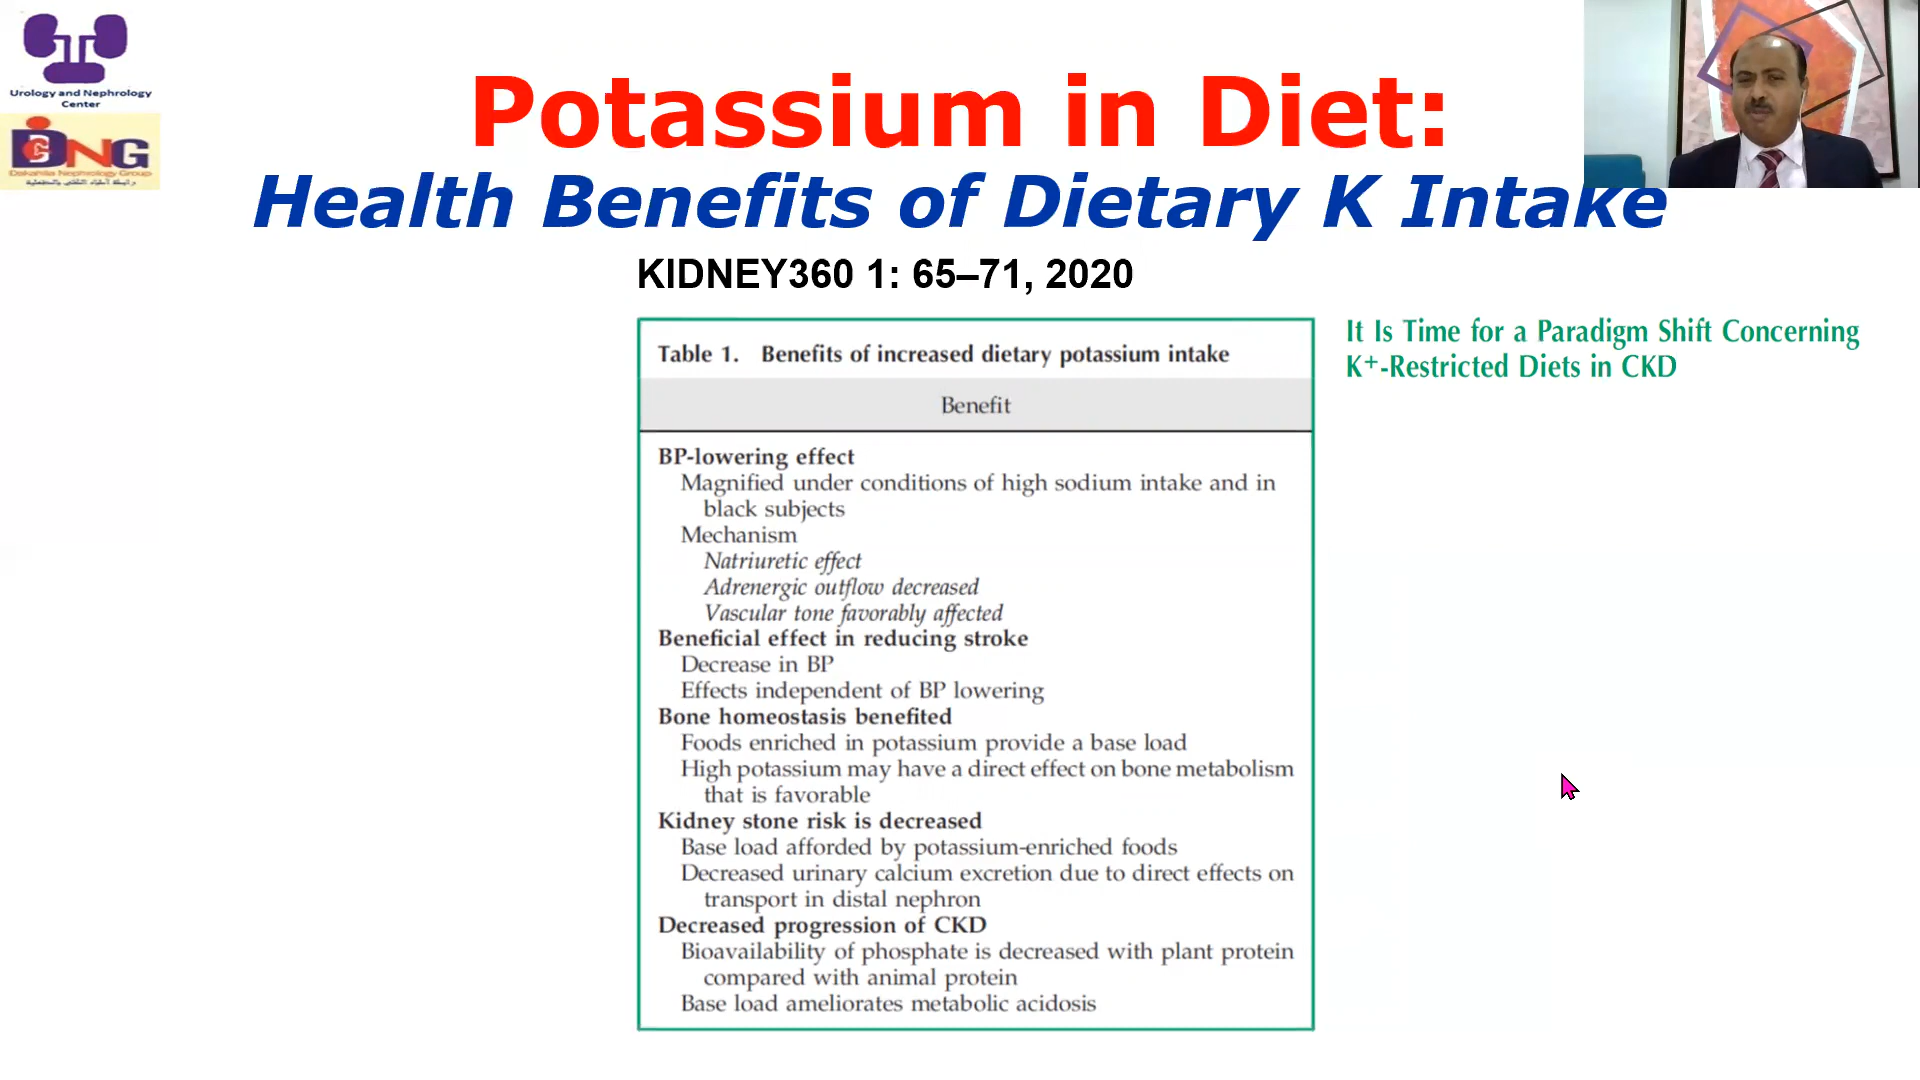 Urology and Nephrology
Center
DNG
Dakahlia Nephrology Group
Potassium in Diet:
Health Benefits of Dietary K Intake
KIDNEY360 1: 65–71, 2020
It Is Time for a Paradigm Shift Concerning
K+-Restricted Diets in CKD
Table 1. Benefits of increased dietary potassium intake
Benefit
BP-lowering effect
Magnified under conditions of high sodium intake and in
black subjects
Mechanism
Natriuretic effect
Adrenergic outflow decreased
Vascular tone favorably affected
Beneficial effect in reducing stroke
Decrease in BP
Effects independent of BP lowering
Bone homeostasis benefited
Foods enriched in potassium provide a base load
High potassium may have a direct effect on bone metabolism
that is favorable
Kidney stone risk is decreased
Base load afforded by potassium-enriched foods
Decreased urinary calcium excretion due to direct effects on
transport in distal nephron
Decreased progression of CKD
Bioavailability of phosphate is decreased with plant protein
compared with animal protein
Base load ameliorates metabolic acidosis